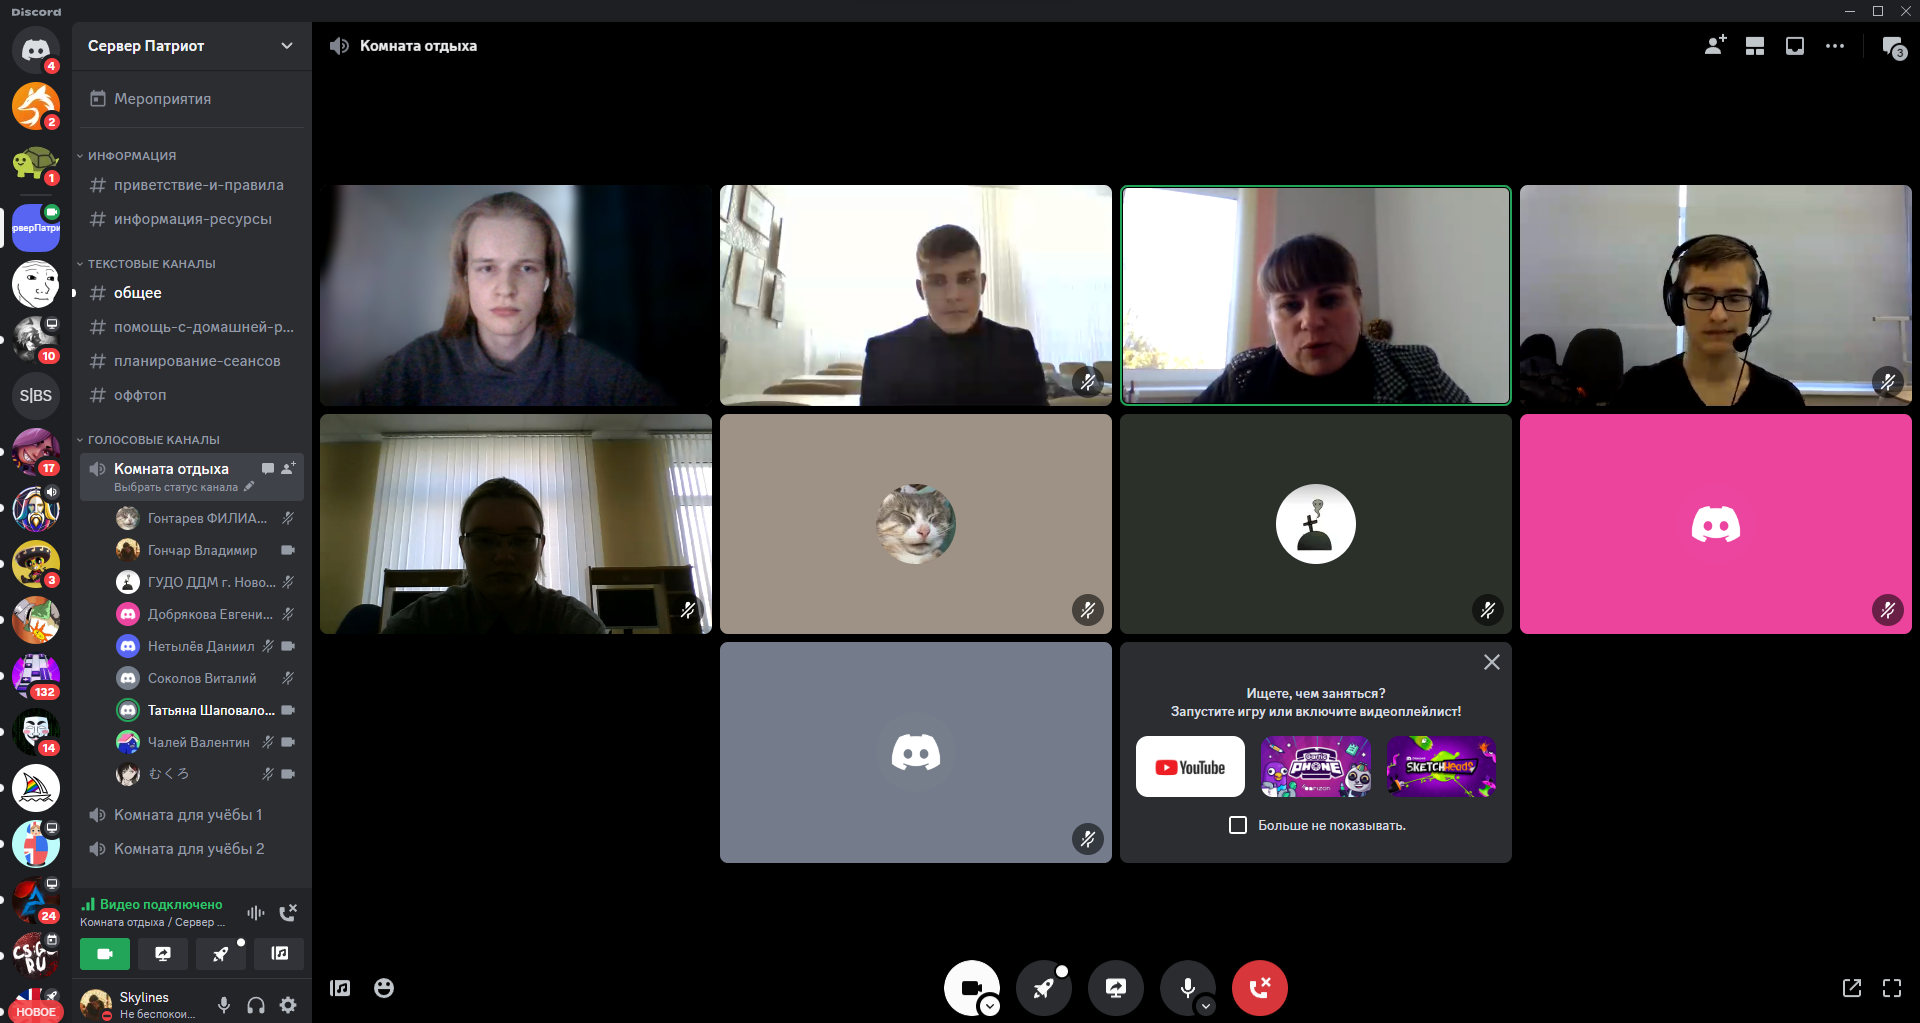 Discord
Сервер Патриот
Комната отдыха
3
4
2
1
10
S|BS
17
3
132
14
24
НОВОЕ
Мероприятия
ИНФОРМАЦИЯ
приветствие-и-правила
информация-ресурсы
ТЕКСТОВЫЕ КАНАЛЫ
общее
помощь-с-домашней-р...
планирование-сеансов
оффтоп
ГОЛОСОВЫЕ КАНАЛЫ
Комната отдыха
Выбрать статус канала
Гонтарев ФИЛИА...
Гончар Владимир
ГУДО ДДМ г. Ново...
Добрякова Евгени...
Нетылёв Даниил
Соколов Виталий
Татьяна Шаповало...
Чалей Валентин
むくろ
Комната для учёбы 1
Комната для учёбы 2
Видео подключено
Комната отдыха / Сервер ...
Skylines
Не беспокои...
Ищете, чем заняться?
Запустите игру или включите видеоплейлист!
YouTube
PHONE
SKETCHHeads
Больше не показывать.